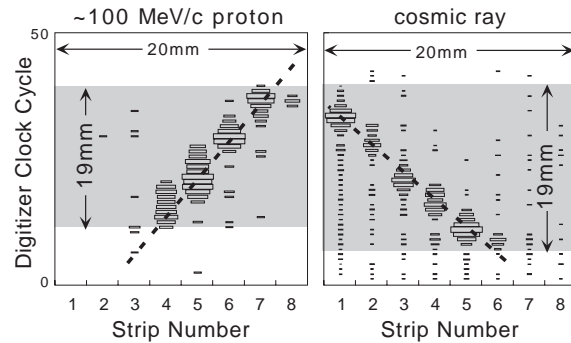 ~100 MeV/c proton
cosmic ray
Digitizer Clock Cycle
50
0
20mm
19mm
1 2 3 4 5 6 7 8
Strip Number
20mm
19mm
1 2 3 4 5 6 7 8
Strip Number